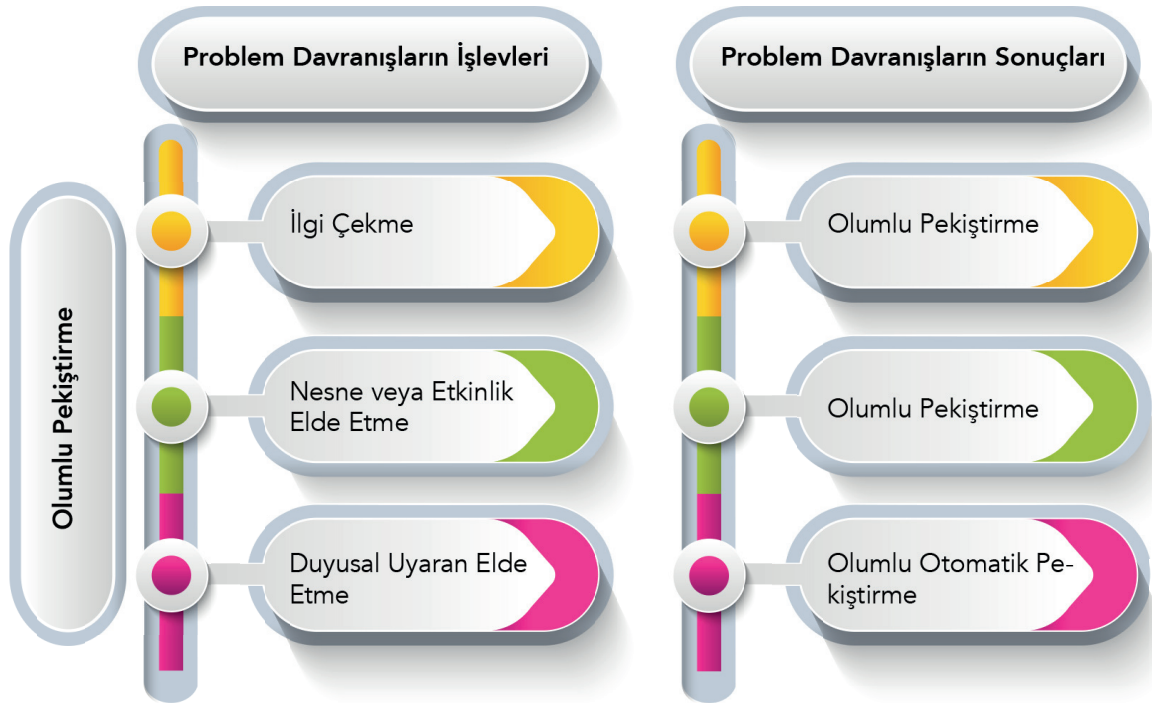 Problem Davranışların İşlevleri
Problem Davranışların Sonuçları
Olumlu Pekiştirme
İlgi Çekme
Olumlu Pekiştirme
Nesne veya Etkinlik
Elde Etme
Olumlu Pekiştirme
Duyusal Uyaran Elde
Etme
Olumlu Otomatik Pe-
kiştirme